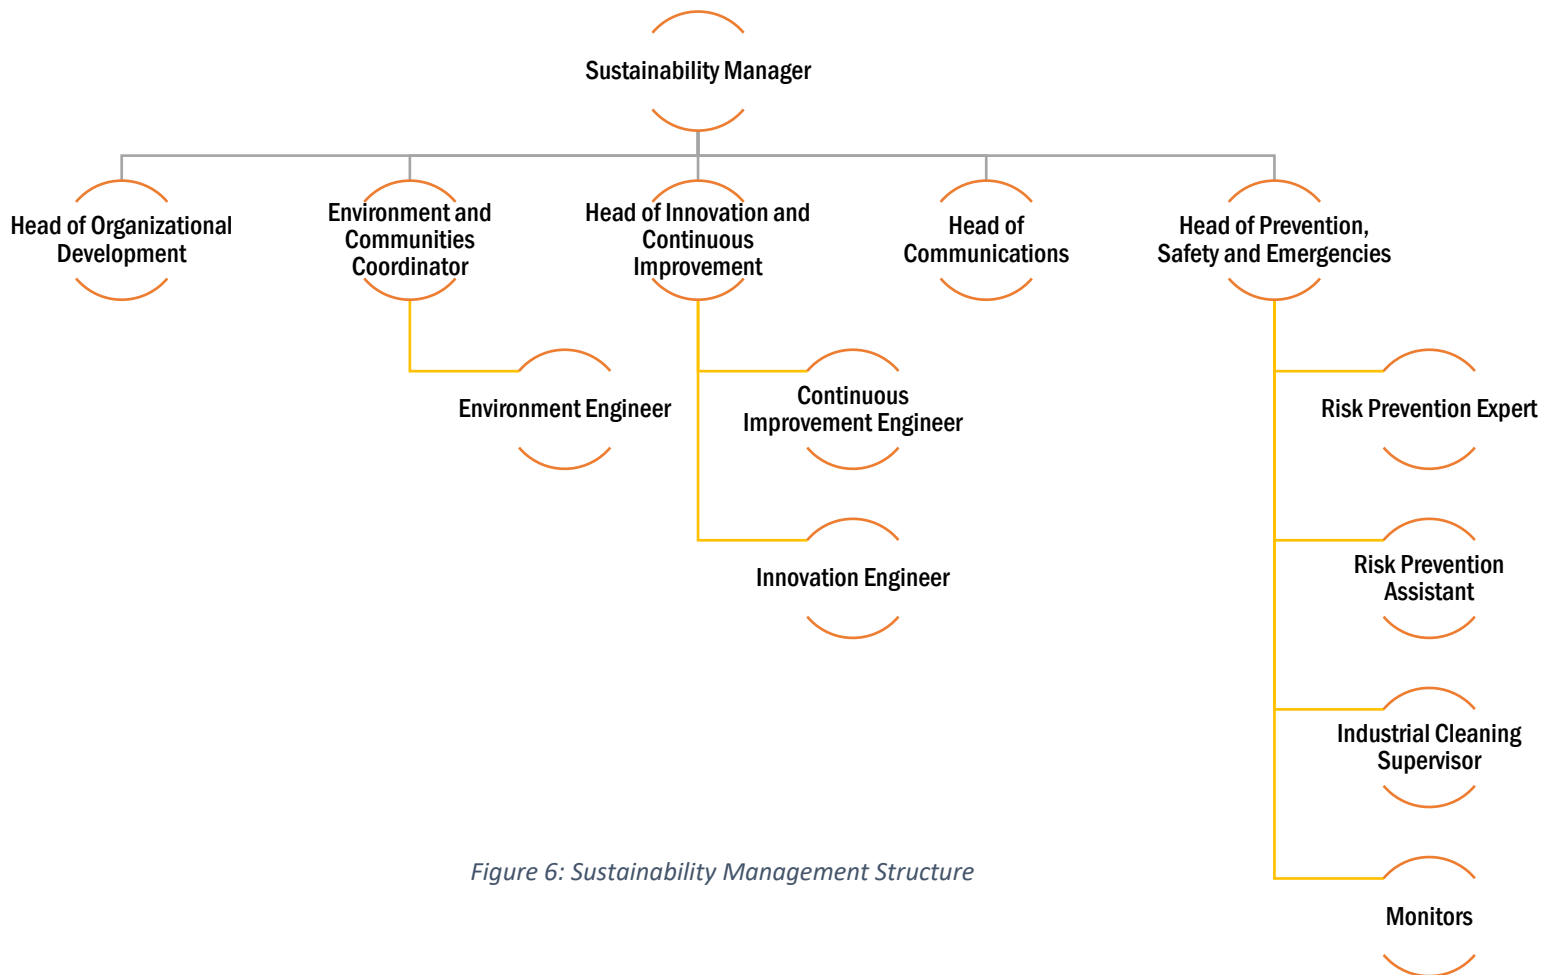 Sustainability Manager
Head of Organizational
Development
Environment and
Communities
Coordinator
Head of Innovation and
Continuous
Improvement
Head of
Communications
Head of Prevention,
Safety and Emergencies
Environment Engineer
Continuous
Improvement Engineer
Innovation Engineer
Risk Prevention Expert
Risk Prevention
Assistant
Industrial Cleaning
Supervisor
Monitors
Figure 6: Sustainability Management Structure